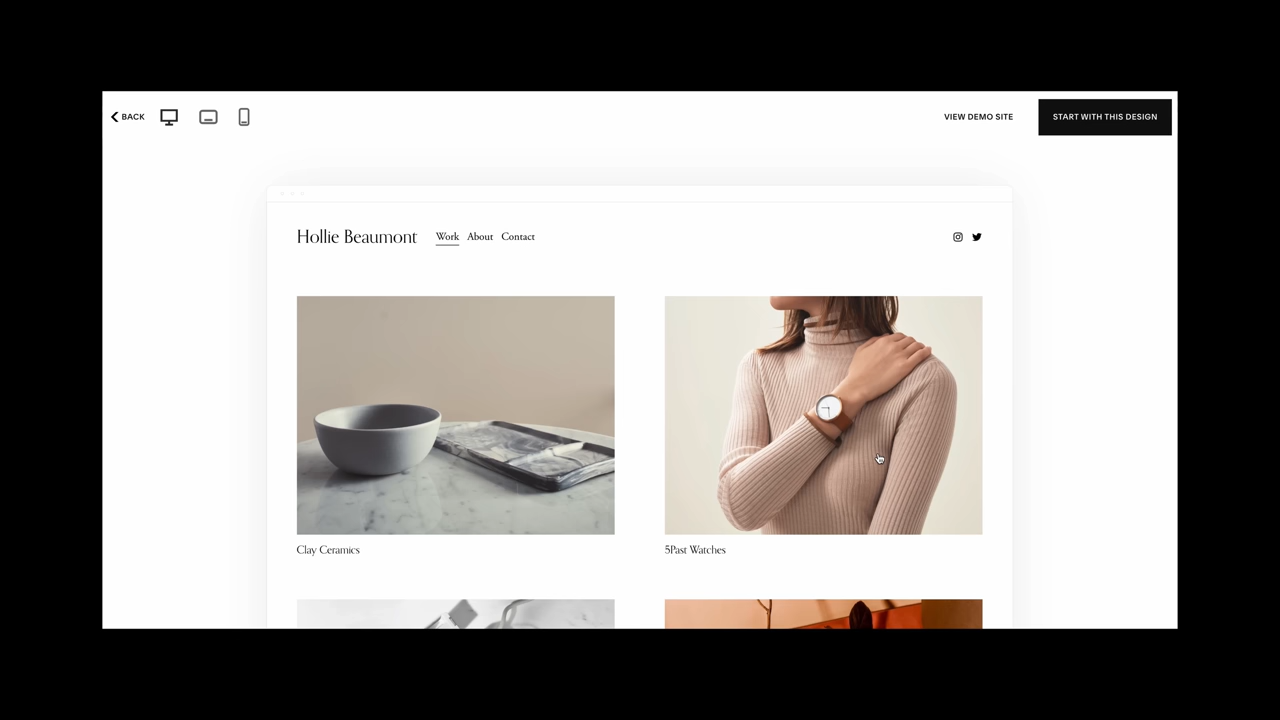 BACK
VIEW DEMO SITE
START WITH THIS DESIGN
Hollie Beaumont
Work About Contact
Clay Ceramics
5Past Watches